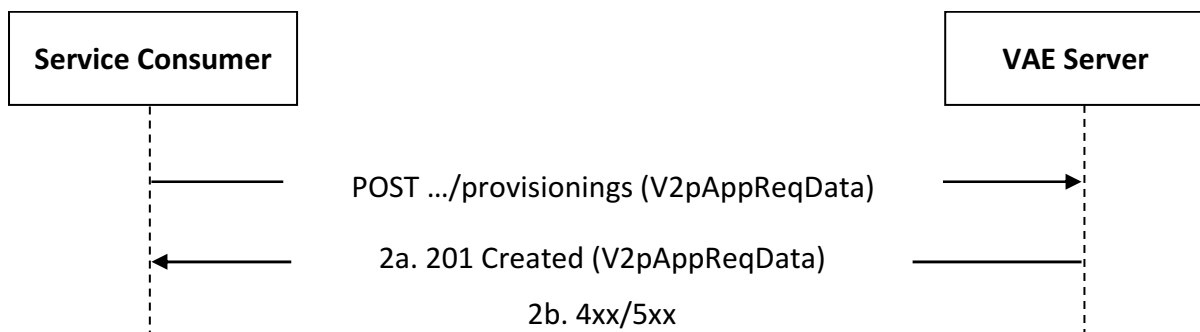 Service Consumer
VAE Server
POST …/provisionings (V2pAppReqData)
2a. 201 Created (V2pAppReqData)
2b. 4xx/5xx